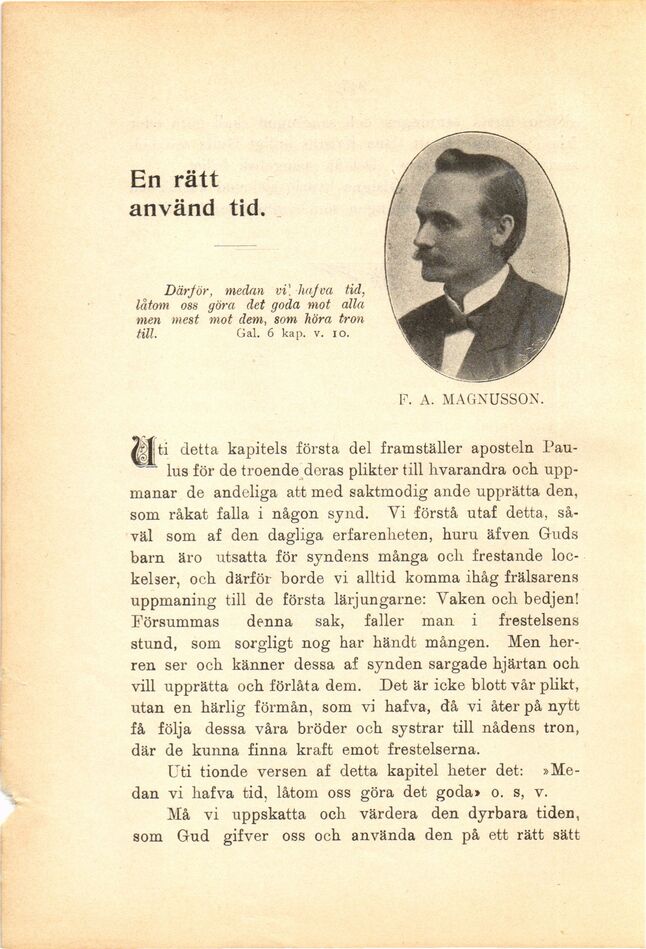 En rätt
använd tid.
Därför, medan vi hafva tid,
låtom oss göra det goda mot alla
men mest mot dem, som höra tron
till. Gal. 6 kap. v. 10.
F. A. MAGNUSSON.
Uti detta kapitels första del framställer aposteln Pau-
lus för de troende deras plikter till hvarandra och upp-
manar de andeliga att med saktmodig ande upprätta den,
som råkat falla i någon synd. Vi förstå utaf detta, så-
väl som af den dagliga erfarenheten, huru äfven Guds
barn äro utsatta för syndens många och frestande loc-
kelser, och därför borde vi alltid komma ihåg frälsarens
uppmaning till de första lärjungarne: Vaken och bedjen!
Försummas denna sak, faller man i frestelsens
stund, som sorgligt nog har händt mången. Men her-
ren ser och känner dessa af synden sargade hjärtan och
vill upprätta och förlåta dem. Det är icke blott vår plikt,
utan en härlig förmån, som vi hafva, då vi åter på nytt
få följa dessa våra bröder och systrar till nådens tron,
där de kunna finna kraft emot frestelserna.
Uti tionde versen af detta kapitel heter det: »Me-
dan vi hafva tid, låtom oss göra det goda» o. s, v.
Må vi uppskatta och värdera den dyrbara tiden,
som Gud gifver oss och använda den på ett rätt sätt